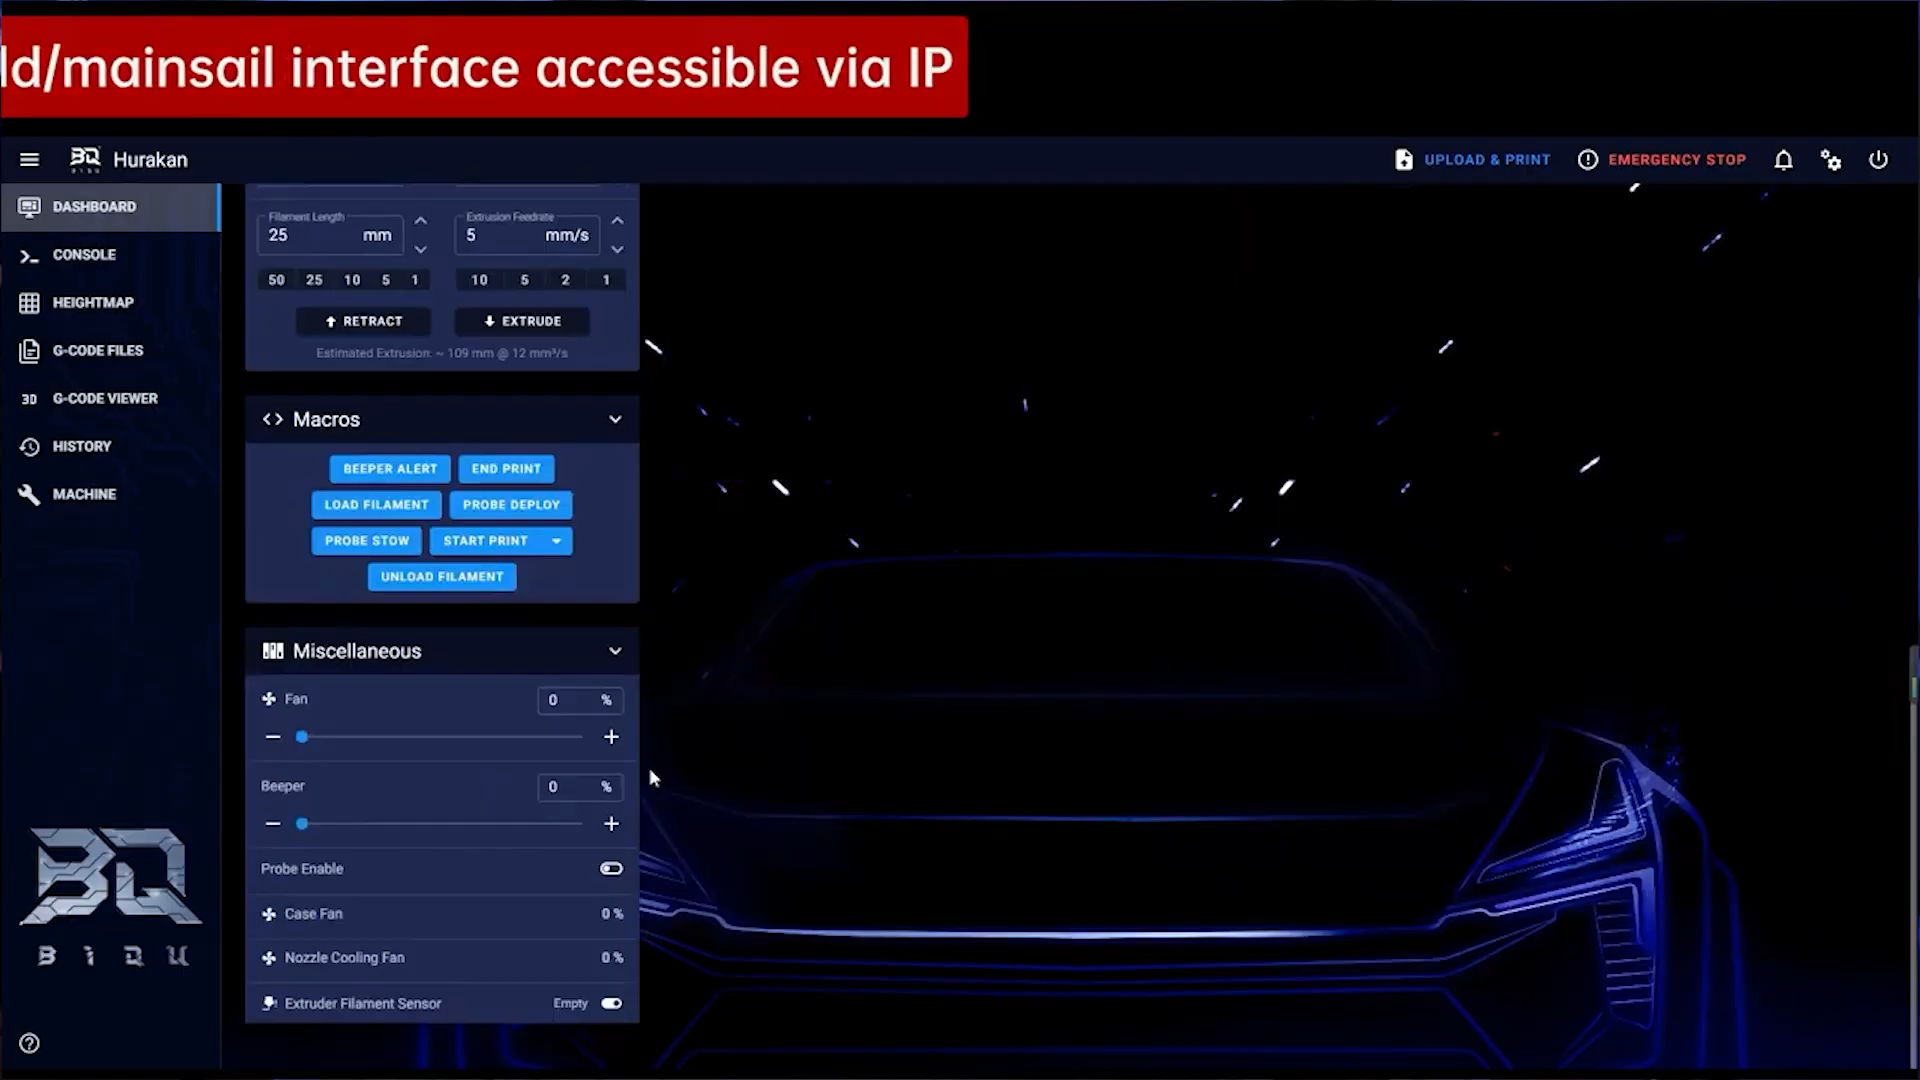 ld/mainsail interface accessible via IP
BQ
BIQU
Hurakan
UPLOAD & PRINT
EMERGENCY STOP
DASHBOARD
CONSOLE
HEIGHTMAP
G-CODE FILES
3D G-CODE VIEWER
HISTORY
MACHINE
Filament Length
25 mm
Extrusion Feedrate
5 mm/s
50 25 10 5 1
10 5 2 1
RETRACT
EXTRUDE
Estimated Extrusion: ~ 109 mm @ 12 mm³/s
Macros
BEEPER ALERT
END PRINT
LOAD FILAMENT
PROBE DEPLOY
PROBE STOW
START PRINT
UNLOAD FILAMENT
Miscellaneous
Fan 0 %
Beeper 0 %
Probe Enable
Case Fan 0 %
Nozzle Cooling Fan 0 %
Extruder Filament Sensor Empty
BQ
BIQU